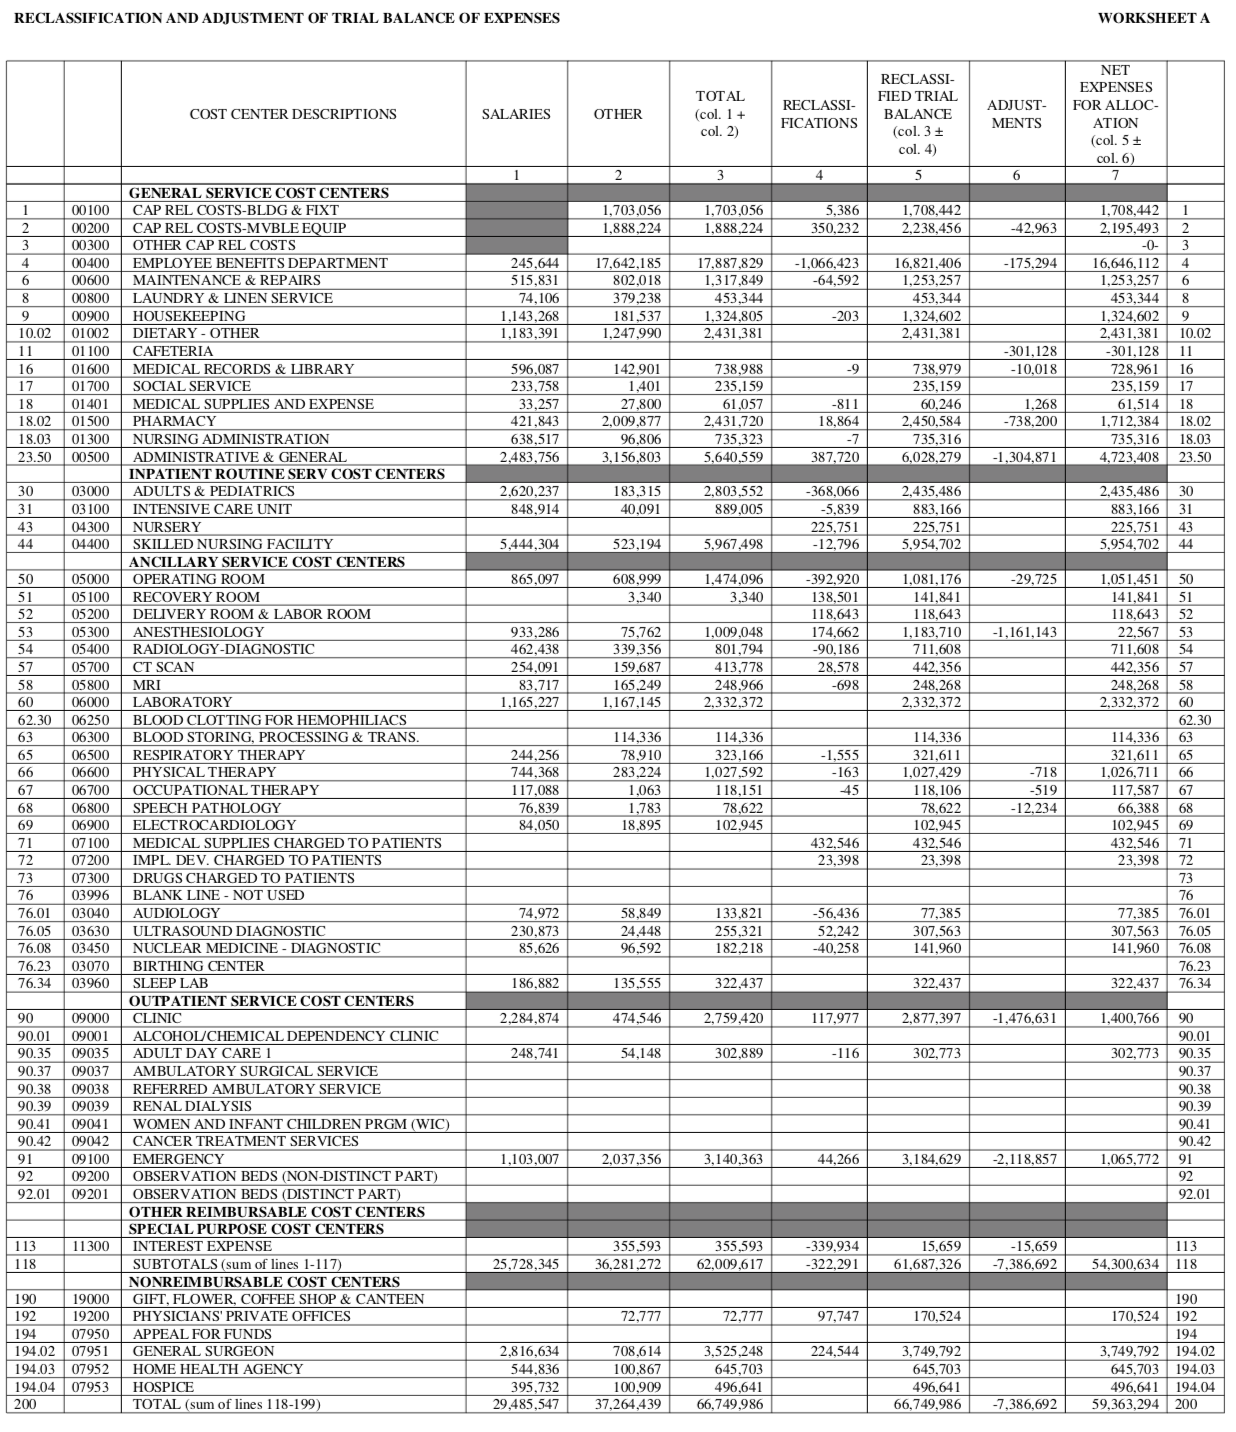 RECLASSIFICATION AND ADJUSTMENT OF TRIAL BALANCE OF EXPENSES WORKSHEET A
COST CENTER DESCRIPTIONS SALARIES OTHER TOTAL (col. 1 + col. 2) RECLASSI-FICATIONS RECLASSI-FIED TRIAL BALANCE (col. 3 ± col. 4) ADJUST-MENTS NET EXPENSES FOR ALLOC-ATION (col. 5 ± col. 6)
1 2 3 4 5 6 7
GENERAL SERVICE COST CENTERS
1 00100 CAP REL COSTS-BLDG & FIXT 1,703,056 1,703,056 5,386 1,708,442 1,708,442 1
2 00200 CAP REL COSTS-MVBLE EQUIP 1,888,224 1,888,224 350,232 2,238,456 -42,963 2,195,493 2
3 00300 OTHER CAP REL COSTS -0- 3
4 00400 EMPLOYEE BENEFITS DEPARTMENT 245,644 17,642,185 17,887,829 -1,066,423 16,821,406 -175,294 16,646,112 4
6 00600 MAINTENANCE & REPAIRS 515,831 802,018 1,317,849 -64,592 1,253,257 1,253,257 6
8 00800 LAUNDRY & LINEN SERVICE 74,106 379,238 453,344 453,344 453,344 8
9 00900 HOUSEKEEPING 1,143,268 181,537 1,324,805 -203 1,324,602 1,324,602 9
10.02 01002 DIETARY - OTHER 1,183,391 1,247,990 2,431,381 2,431,381 2,431,381 10.02
11 01100 CAFETERIA -301,128 -301,128 11
16 01600 MEDICAL RECORDS & LIBRARY 596,087 142,901 738,988 -9 738,979 -10,018 728,961 16
17 01700 SOCIAL SERVICE 233,758 1,401 235,159 235,159 235,159 17
18 01401 MEDICAL SUPPLIES AND EXPENSE 33,257 27,800 61,057 -811 60,246 1,268 61,514 18
18.02 01500 PHARMACY 421,843 2,009,877 2,431,720 18,864 2,450,584 -738,200 1,712,384 18.02
18.03 01300 NURSING ADMINISTRATION 638,517 96,806 735,323 -7 735,316 735,316 18.03
23.50 00500 ADMINISTRATIVE & GENERAL 2,483,756 3,156,803 5,640,559 387,720 6,028,279 -1,304,871 4,723,408 23.50
INPATIENT ROUTINE SERV COST CENTERS
30 03000 ADULTS & PEDIATRICS 2,620,237 183,315 2,803,552 -368,066 2,435,486 2,435,486 30
31 03100 INTENSIVE CARE UNIT 848,914 40,091 889,005 -5,839 883,166 883,166 31
43 04300 NURSERY 225,751 225,751 225,751 43
44 04400 SKILLED NURSING FACILITY 5,444,304 523,194 5,967,498 -12,796 5,954,702 5,954,702 44
ANCILLARY SERVICE COST CENTERS
50 05000 OPERATING ROOM 865,097 608,999 1,474,096 -392,920 1,081,176 -29,725 1,051,451 50
51 05100 RECOVERY ROOM 3,340 3,340 138,501 141,841 141,841 51
52 05200 DELIVERY ROOM & LABOR ROOM 118,643 118,643 118,643 52
53 05300 ANESTHESIOLOGY 933,286 75,762 1,009,048 174,662 1,183,710 -1,161,143 22,567 53
54 05400 RADIOLOGY-DIAGNOSTIC 462,438 339,356 801,794 -90,186 711,608 711,608 54
57 05700 CT SCAN 254,091 159,687 413,778 28,578 442,356 442,356 57
58 05800 MRI 83,717 165,249 248,966 -698 248,268 248,268 58
60 06000 LABORATORY 1,165,227 1,167,145 2,332,372 2,332,372 2,332,372 60
62.30 06250 BLOOD CLOTTING FOR HEMOPHILIACS 62.30
63 06300 BLOOD STORING, PROCESSING & TRANS. 114,336 114,336 114,336 114,336 63
65 06500 RESPIRATORY THERAPY 244,256 78,910 323,166 -1,555 321,611 321,611 65
66 06600 PHYSICAL THERAPY 744,368 283,224 1,027,592 -163 1,027,429 -718 1,026,711 66
67 06700 OCCUPATIONAL THERAPY 117,088 1,063 118,151 -45 118,106 -519 117,587 67
68 06800 SPEECH PATHOLOGY 76,839 1,783 78,622 78,622 -12,234 66,388 68
69 06900 ELECTROCARDIOLOGY 84,050 18,895 102,945 102,945 102,945 69
71 07100 MEDICAL SUPPLIES CHARGED TO PATIENTS 432,546 432,546 432,546 71
72 07200 IMPL. DEV. CHARGED TO PATIENTS 23,398 23,398 23,398 72
73 07300 DRUGS CHARGED TO PATIENTS 73
76 03996 BLANK LINE - NOT USED 76
76.01 03040 AUDIOLOGY 74,972 58,849 133,821 -56,436 77,385 77,385 76.01
76.05 03630 ULTRASOUND DIAGNOSTIC 230,873 24,448 255,321 52,242 307,563 307,563 76.05
76.08 03450 NUCLEAR MEDICINE - DIAGNOSTIC 85,626 96,592 182,218 -40,258 141,960 141,960 76.08
76.23 03070 BIRTHING CENTER 76.23
76.34 03960 SLEEP LAB 186,882 135,555 322,437 322,437 322,437 76.34
OUTPATIENT SERVICE COST CENTERS
90 09000 CLINIC 2,284,874 474,546 2,759,420 117,977 2,877,397 -1,476,631 1,400,766 90
90.01 09001 ALCOHOL/CHEMICAL DEPENDENCY CLINIC 90.01
90.35 09035 ADULT DAY CARE 1 248,741 54,148 302,889 -116 302,773 302,773 90.35
90.37 09037 AMBULATORY SURGICAL SERVICE 90.37
90.38 09038 REFERRED AMBULATORY SERVICE 90.38
90.39 09039 RENAL DIALYSIS 90.39
90.41 09041 WOMEN AND INFANT CHILDREN PRGM (WIC) 90.41
90.42 09042 CANCER TREATMENT SERVICES 90.42
91 09100 EMERGENCY 1,103,007 2,037,356 3,140,363 44,266 3,184,629 -2,118,857 1,065,772 91
92 09200 OBSERVATION BEDS (NON-DISTINCT PART) 92
92.01 09201 OBSERVATION BEDS (DISTINCT PART) 92.01
OTHER REIMBURSABLE COST CENTERS
SPECIAL PURPOSE COST CENTERS
113 11300 INTEREST EXPENSE 355,593 355,593 -339,934 15,659 -15,659 113
118 SUBTOTALS (sum of lines 1-117) 25,728,345 36,281,272 62,009,617 -322,291 61,687,326 -7,386,692 54,300,634 118
NONREIMBURSABLE COST CENTERS
190 19000 GIFT, FLOWER, COFFEE SHOP & CANTEEN 190
192 19200 PHYSICIANS' PRIVATE OFFICES 72,777 72,777 97,747 170,524 170,524 192
194 07950 APPEAL FOR FUNDS 194
194.02 07951 GENERAL SURGEON 2,816,634 708,614 3,525,248 224,544 3,749,792 3,749,792 194.02
194.03 07952 HOME HEALTH AGENCY 544,836 100,867 645,703 645,703 645,703 194.03
194.04 07953 HOSPICE 395,732 100,909 496,641 496,641 496,641 194.04
200 TOTAL (sum of lines 118-199) 29,485,547 37,264,439 66,749,986 66,749,986 -7,386,692 59,363,294 200